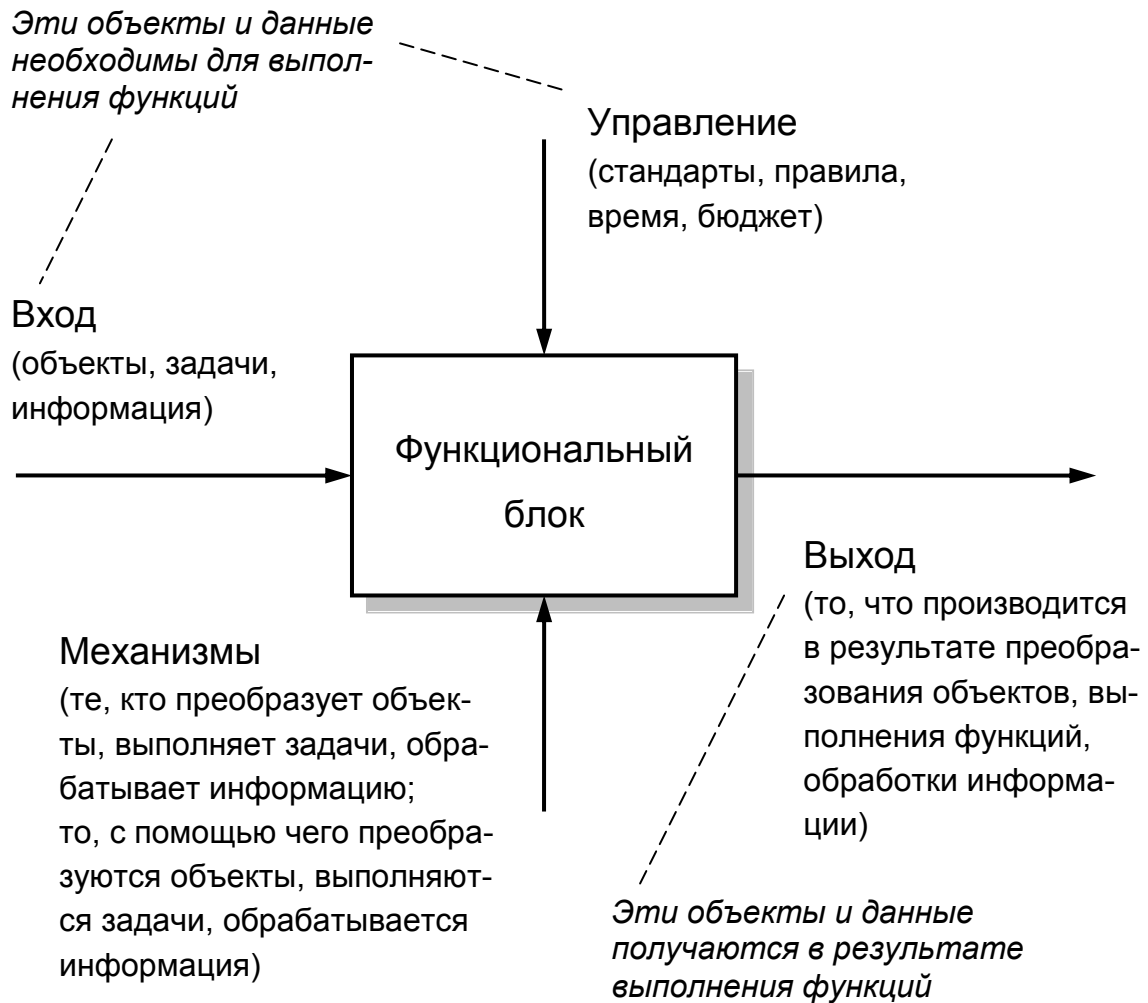 Эти объекты и данные
необходимы для выпол-
нения функций
Управление
(стандарты, правила,
время, бюджет)
Вход
(объекты, задачи,
информация)
Функциональный
блок
Выход
(то, что производится
в результате преобра-
зования объектов, вы-
полнения функций,
обработки информа-
ции)
Механизмы
(те, кто преобразует объек-
ты, выполняет задачи, обра-
батывает информацию;
то, с помощью чего преобра-
зуются объекты, выполняют-
ся задачи, обрабатывается
информация)
Эти объекты и данные
получаются в результате
выполнения функций